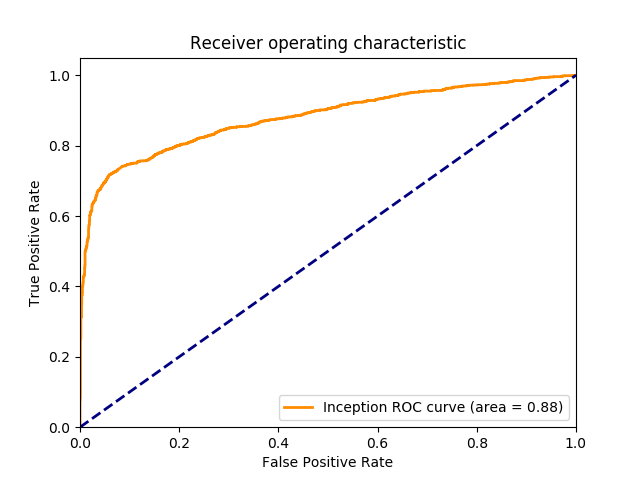 Receiver operating characteristic
1.0
0.8
0.6
0.4
0.2
0.0
True Positive Rate
Inception ROC curve (area = 0.88)
0.0 0.2 0.4 0.6 0.8 1.0
False Positive Rate